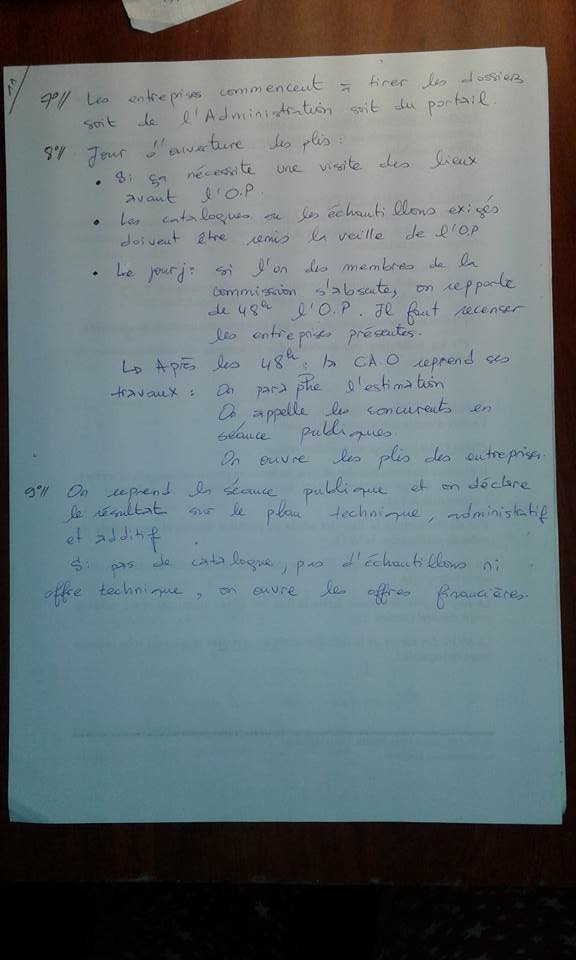 7°// Les entreprises commencent à tirer les dossiers
soit de l'Administration soit du portail.
8°// Jour d'ouverture des plis :
• Si ça nécessite une visite des lieux
avant l'O.P.
• Les catalogues ou les échantillons exigés
doivent être remis la veille de l'O.P
• Le jour j : si l'un des membres de la
commission s'absente, on repporte
de 48h l'O.P. Il faut recenser
les entreprises présentes.
↳ Après les 48h : la CA.O reprend ses
travaux : On paraphe l'estimation
On appelle les concurents en
séance publiques.
On ouvre les plis des entreprises.
9°// On reprend la séance publique et on déclare
le résultat sur le plan technique, administratif
et additif.
Si pas de catalogue, pas d'échantillons ni
offre technique, on ouvre les offres financières.